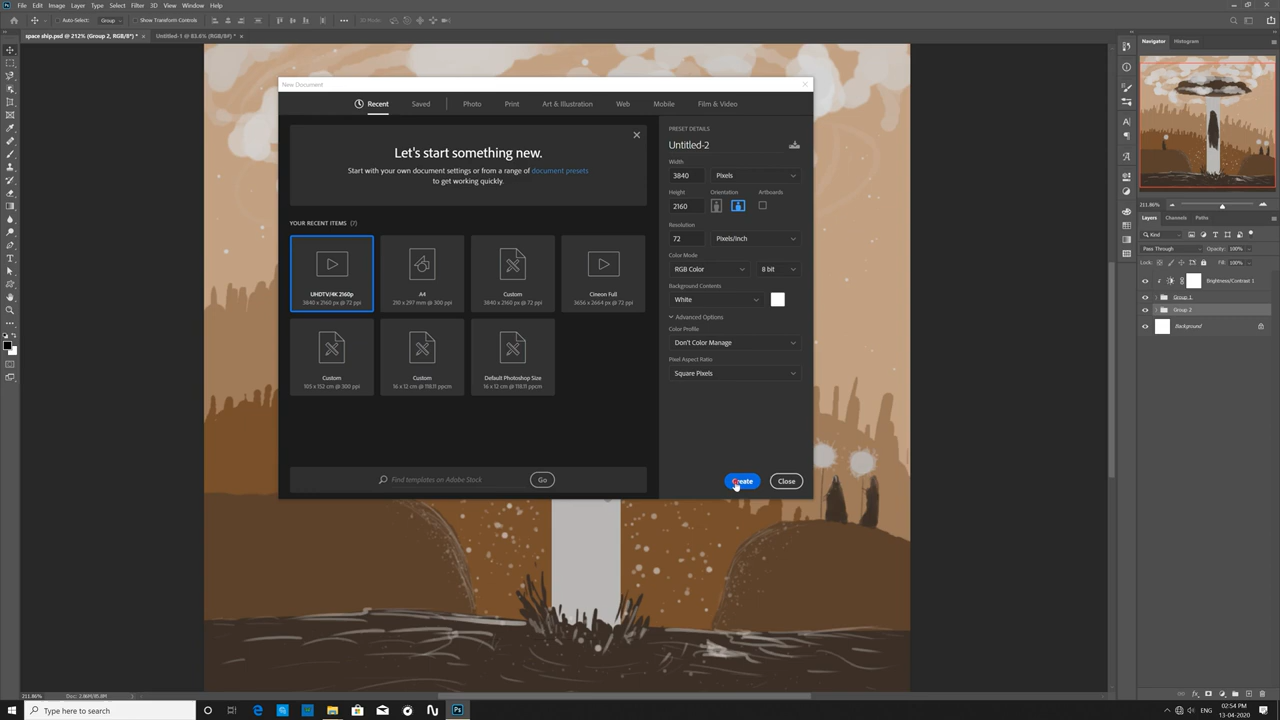 File Edit Image Layer Type Select Filter 3D View Window Help
Auto-Select: Group Show Transform Controls 3D Mode:
space ship.psd @ 212% (Group 2, RGB/8*) * × Untitled-1 @ 83.6% (RGB/8*) * ×
New Document
Recent Saved Photo Print Art & Illustration Web Mobile Film & Video
Let's start something new.
Start with your own document settings or from a range of document presets
to get working quickly.
YOUR RECENT ITEMS (7)
UHDTV/4K 2160p
3840 x 2160 px @ 72 ppi
A4
210 x 297 mm @ 300 ppi
Custom
3840 x 2160 px @ 72 ppi
Cineon Full
3656 x 2664 px @ 72 ppi
Custom
105 x 152 cm @ 300 ppi
Custom
16 x 12 cm @ 118.11 ppcm
Default Photoshop Size
16 x 12 cm @ 118.11 ppcm
Find templates on Adobe Stock Go
PRESET DETAILS
Untitled-2
Width
3840 Pixels
Height Orientation Artboards
2160
Resolution
72 Pixels/Inch
Color Mode
RGB Color 8 bit
Background Contents
White
Advanced Options
Color Profile
Don't Color Manage
Pixel Aspect Ratio
Square Pixels
Create Close
Navigator Histogram
211.86%
Layers Channels Paths
Kind
Pass Through Opacity: 100%
Lock: Fill: 100%
Brightness/Contrast 1
Group 1
Group 2
Background
211.86% Doc: 2.86M/85.8M
Type here to search
ENG
02:54 PM
13-04-2020